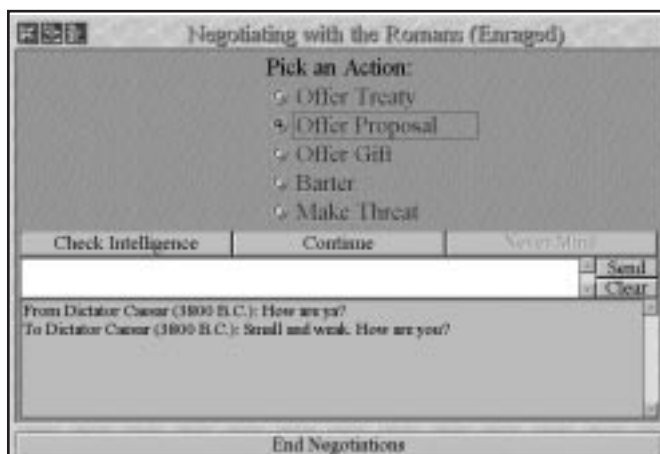 Negotiating with the Romans (Enraged)
Pick an Action:
Offer Treaty
Offer Proposal
Offer Gift
Barter
Make Threat
Check Intelligence Continue Never Mind
Send
Clear
From Dictator Caesar (3800 B.C.): How are ya?
To Dictator Caesar (3800 B.C.): Small and weak. How are you?
End Negotiations